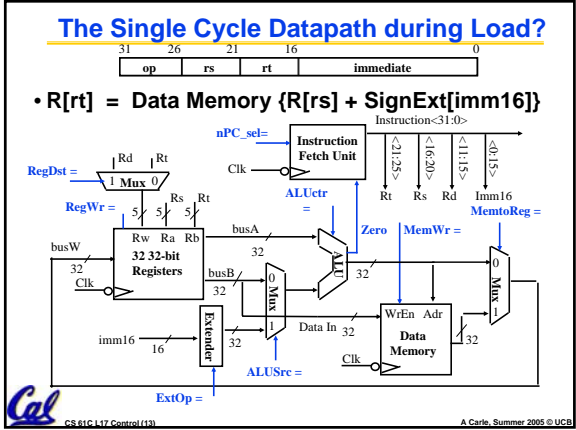 The Single Cycle Datapath during Load?
31 26 21 16 0
op rs rt immediate
• R[rt] = Data Memory {R[rs] + SignExt[imm16]}
Instruction<31:0>
nPC_sel=
Instruction
Fetch Unit
Clk
<21:25>
<16:20>
<11:15>
<0:15>
Rt Rs Rd Imm16
RegDst =
Rd Rt
1 Mux 0
RegWr =
5 5 5
Rs Rt
ALUctr
=
Zero
MemWr =
MemtoReg =
busW
32
Rw Ra Rb
32 32-bit
Registers
Clk
busA
32
busB
32
ALU
32
0
Mux
1
0
Mux
1
imm16
16
Extender
32
Data In 32
WrEn Adr
Data
Memory
32
Clk
ALUSrc =
ExtOp =
Cal
CS 61C L17 Control (13)
A Carle, Summer 2005 © UCB